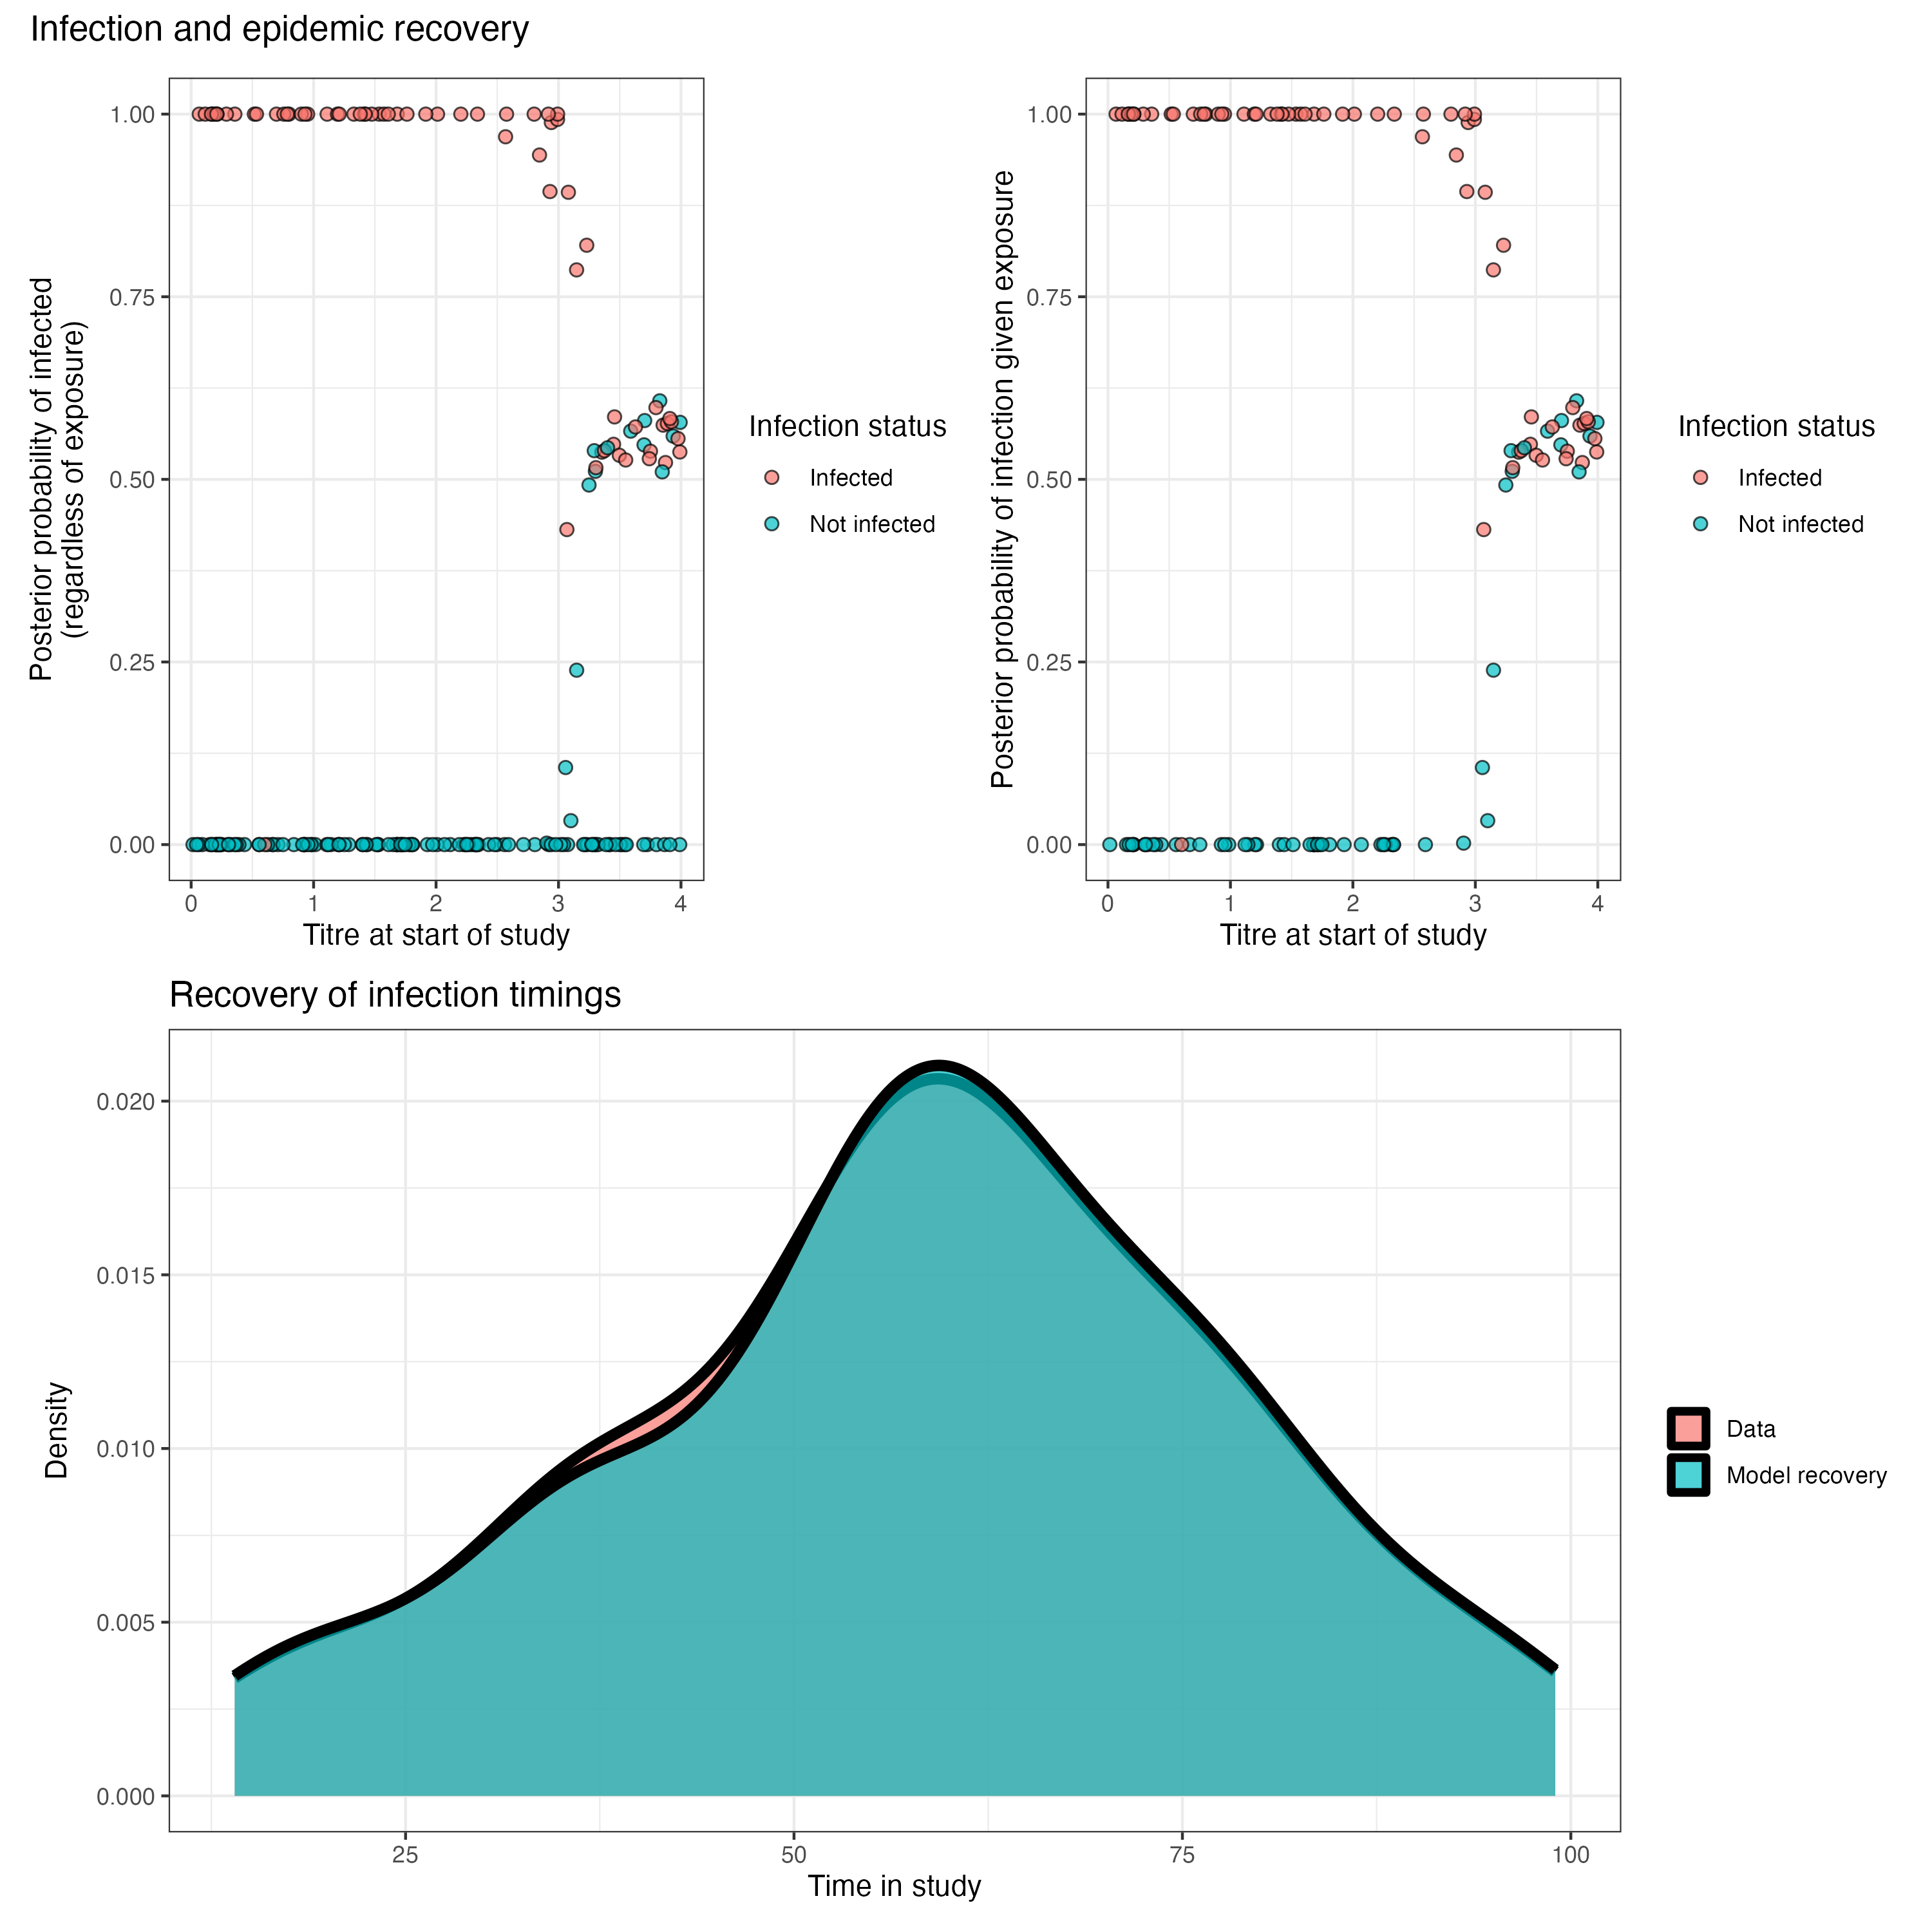 Infection and epidemic recovery
Posterior probability of infected
(regardless of exposure)
1.00
0.75
0.50
0.25
0.00
0 1 2 3 4
Titre at start of study
Infection status
Infected
Not infected
Posterior probability of infection given exposure
1.00
0.75
0.50
0.25
0.00
0 1 2 3 4
Titre at start of study
Infection status
Infected
Not infected
Recovery of infection timings
Density
0.020
0.015
0.010
0.005
0.000
25 50 75 100
Time in study
Data
Model recovery